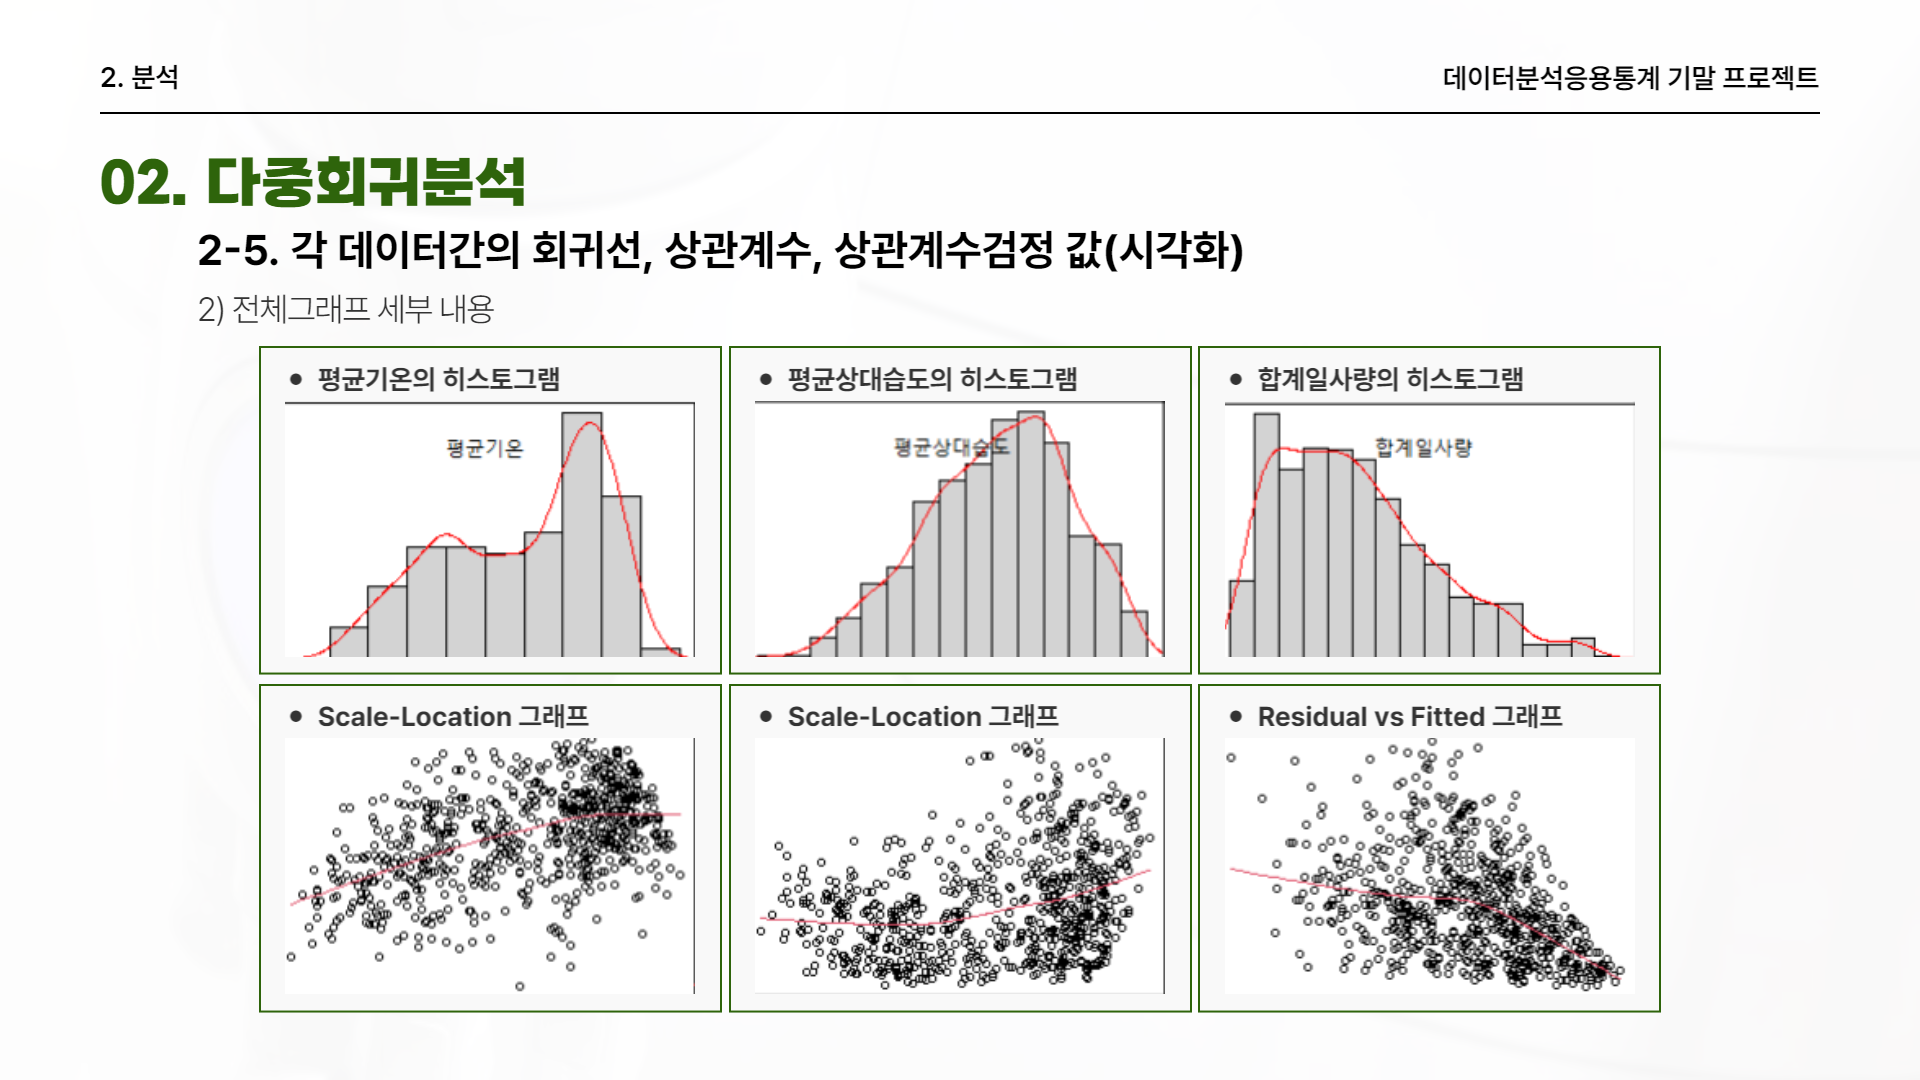 2. 분석
데이터분석응용통계 기말 프로젝트
02. 다중회귀분석
2-5. 각 데이터간의 회귀선, 상관계수, 상관계수검정 값(시각화)
2) 전체그래프 세부 내용
• 평균기온의 히스토그램
평균기온
• 평균상대습도의 히스토그램
평균상대습도
• 합계일사량의 히스토그램
합계일사량
• Scale-Location 그래프
• Scale-Location 그래프
• Residual vs Fitted 그래프